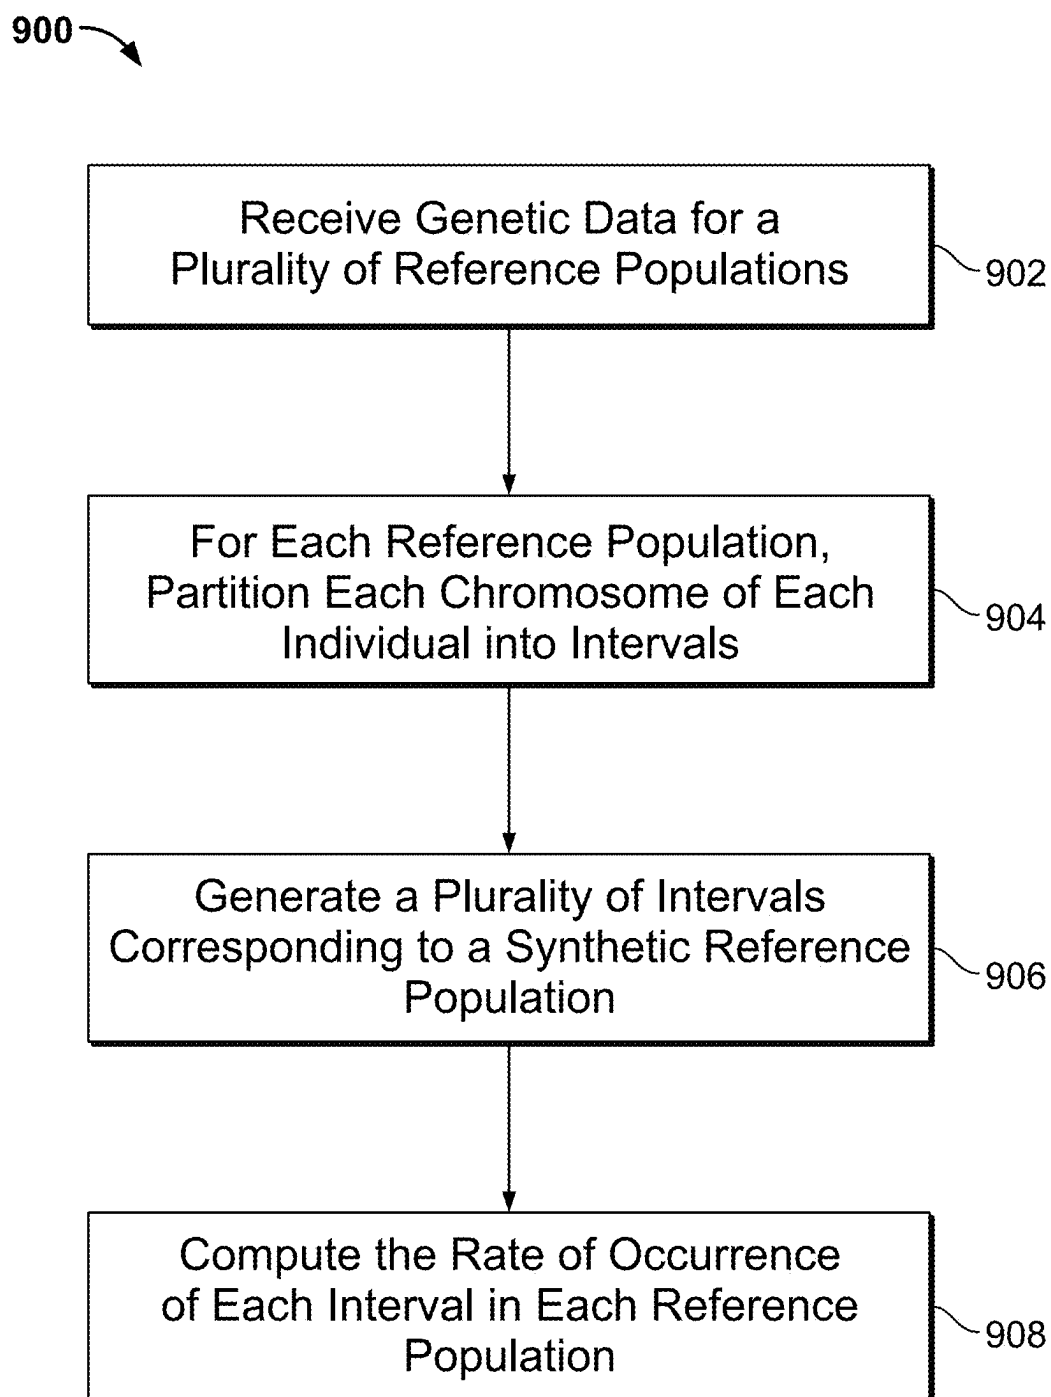 900
Receive Genetic Data for a
Plurality of Reference Populations
902
For Each Reference Population,
Partition Each Chromosome of Each
Individual into Intervals
904
Generate a Plurality of Intervals
Corresponding to a Synthetic Reference
Population
906
Compute the Rate of Occurrence
of Each Interval in Each Reference
Population
908